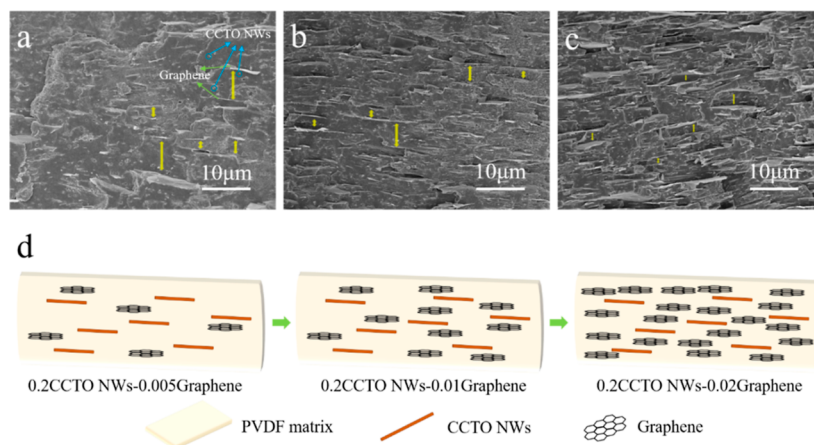 a
CCTO NWs
Graphene
10μm
b
10μm
c
10μm
d
0.2CCTO NWs-0.005Graphene
0.2CCTO NWs-0.01Graphene
0.2CCTO NWs-0.02Graphene
PVDF matrix
CCTO NWs
Graphene